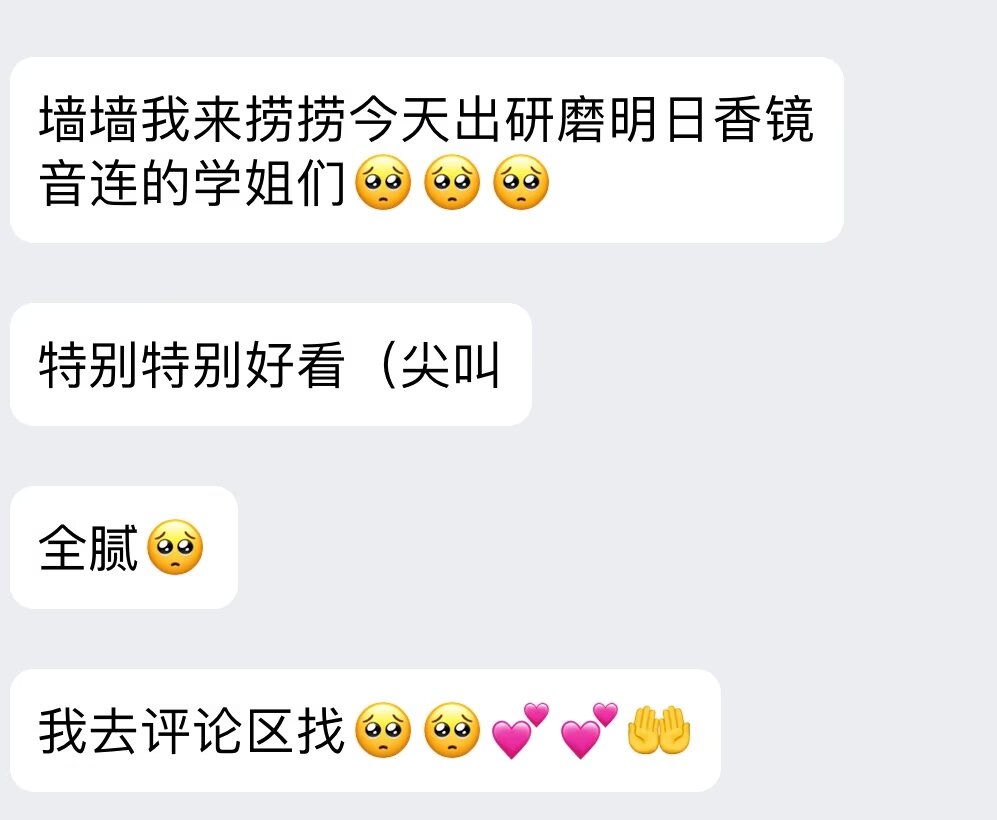 墙墙我来捞捞今天出研磨明日香镜
音连的学姐们🥺🥺🥺
特别特别好看（尖叫
全腻🥺
我去评论区找🥺🥺💕💕🤲